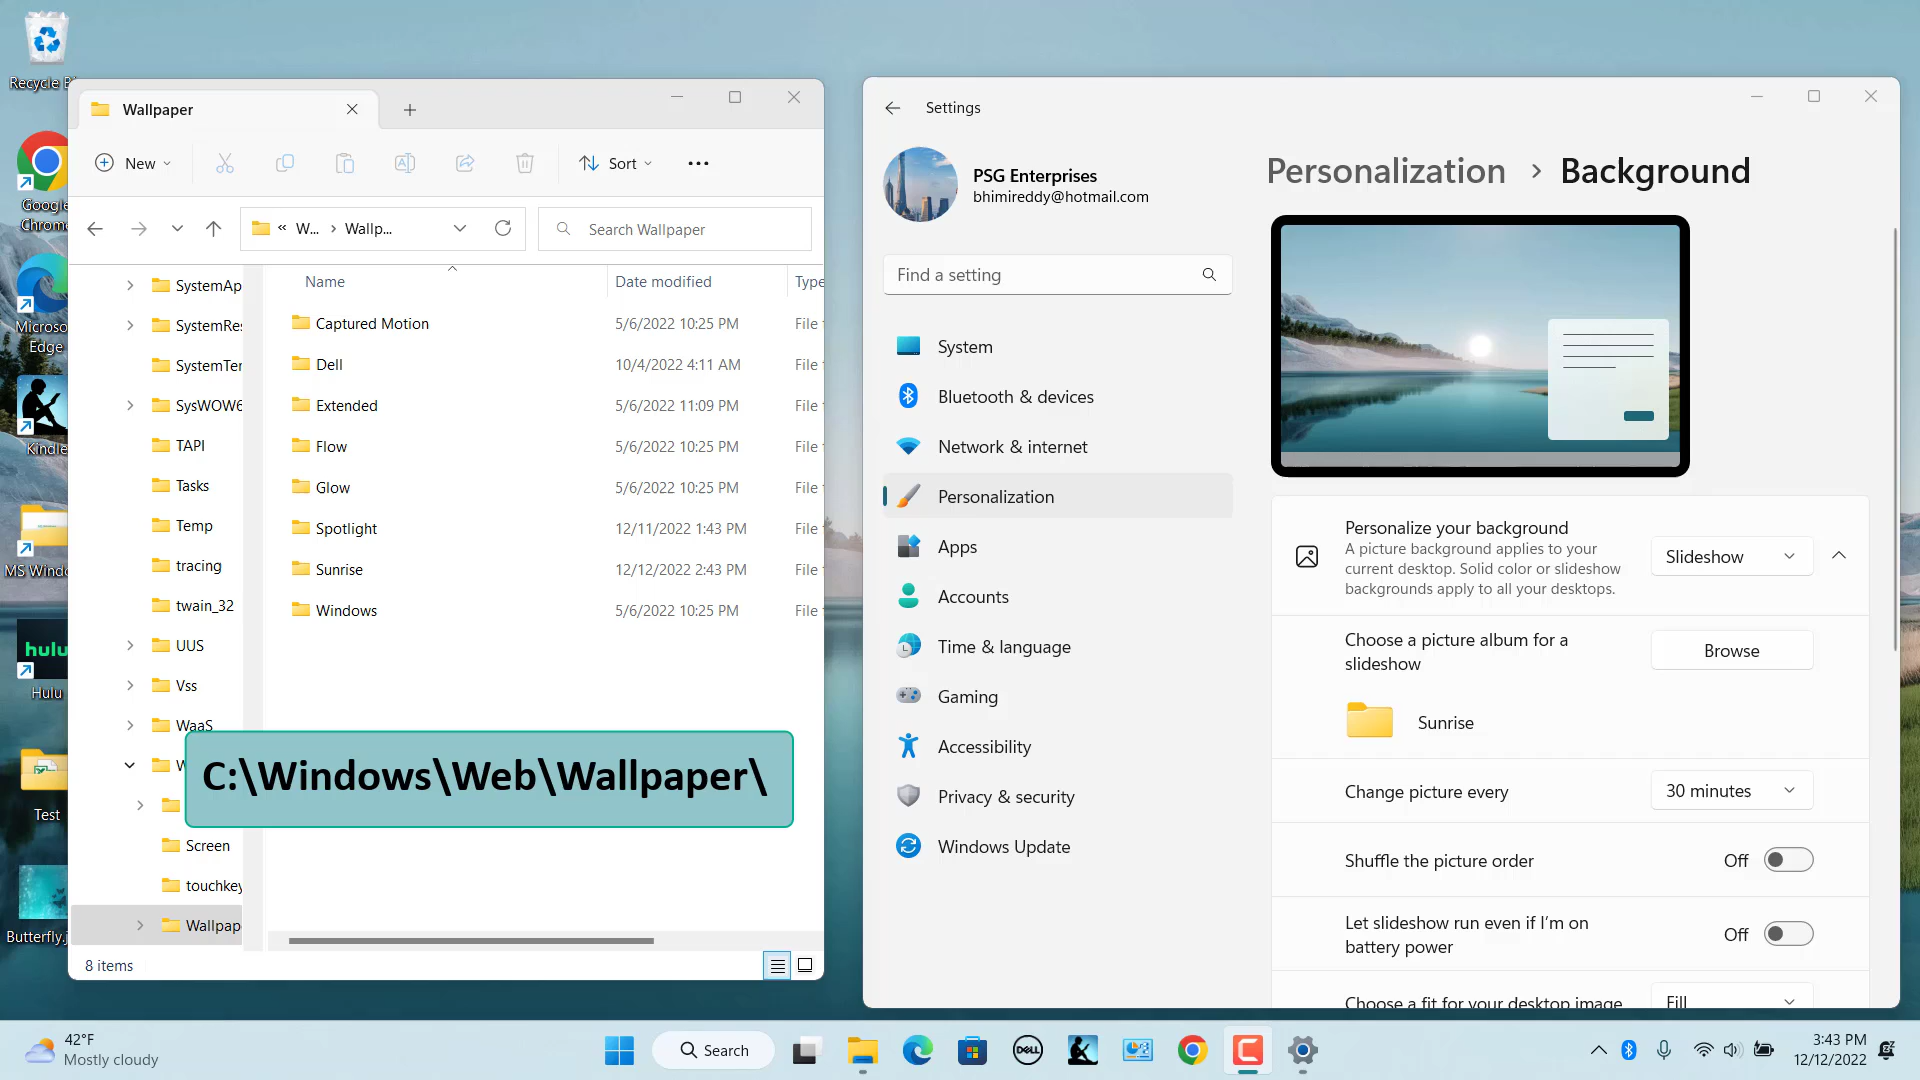 Recycle Bi
Google
Chrome
Microso
Edge
Kindle
MS Windo
hulu
Hulu
Test
Butterfly.j
Wallpaper
New
Sort
« W... › Wallp...
Search Wallpaper
SystemAp
SystemRes
SystemTer
SysWOW6
TAPI
Tasks
Temp
tracing
twain_32
UUS
Vss
WaaS
W
Screen
touchkey
Wallpap
Name Date modified Type
Captured Motion 5/6/2022 10:25 PM File f
Dell 10/4/2022 4:11 AM File f
Extended 5/6/2022 11:09 PM File f
Flow 5/6/2022 10:25 PM File f
Glow 5/6/2022 10:25 PM File f
Spotlight 12/11/2022 1:43 PM File f
Sunrise 12/12/2022 2:43 PM File f
Windows 5/6/2022 10:25 PM File f
C:\Windows\Web\Wallpaper\
8 items
Settings
PSG Enterprises
bhimireddy@hotmail.com
Find a setting
System
Bluetooth & devices
Network & internet
Personalization
Apps
Accounts
Time & language
Gaming
Accessibility
Privacy & security
Windows Update
Personalization › Background
Personalize your background
A picture background applies to your
current desktop. Solid color or slideshow
backgrounds apply to all your desktops.
Slideshow
Choose a picture album for a
slideshow
Browse
Sunrise
Change picture every
30 minutes
Shuffle the picture order
Off
Let slideshow run even if I'm on
battery power
Off
Choose a fit for your desktop image
Fill
42°F
Mostly cloudy
Search
DELL
3:43 PM
12/12/2022